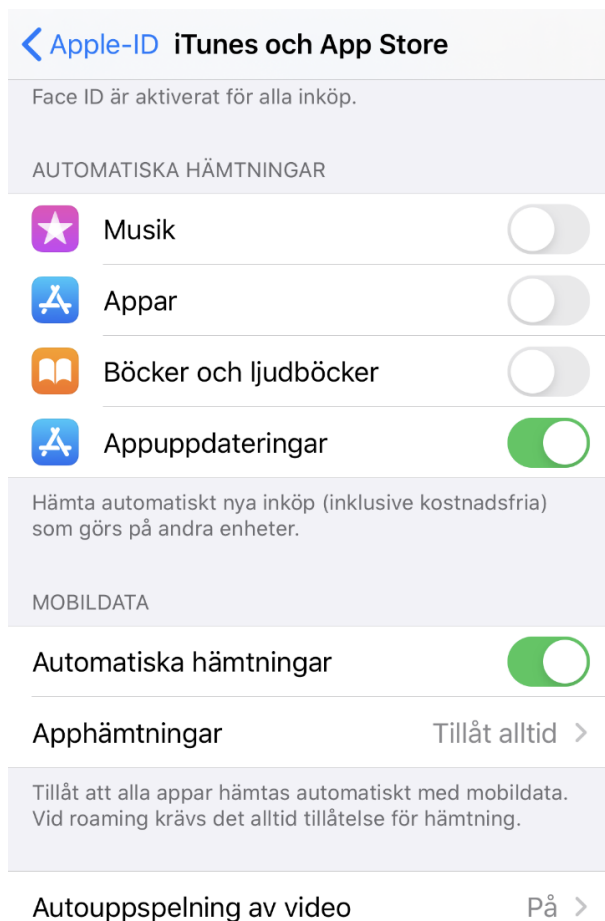 Apple-ID iTunes och App Store
Face ID är aktiverat för alla inköp.
AUTOMATISKA HÄMTNINGAR
Musik
Appar
Böcker och ljudböcker
Appuppdateringar
Hämta automatiskt nya inköp (inklusive kostnadsfria)
som görs på andra enheter.
MOBILDATA
Automatiska hämtningar
Apphämtningar Tillåt alltid
Tillåt att alla appar hämtas automatiskt med mobildata.
Vid roaming krävs det alltid tillåtelse för hämtning.
Autouppspelning av video På